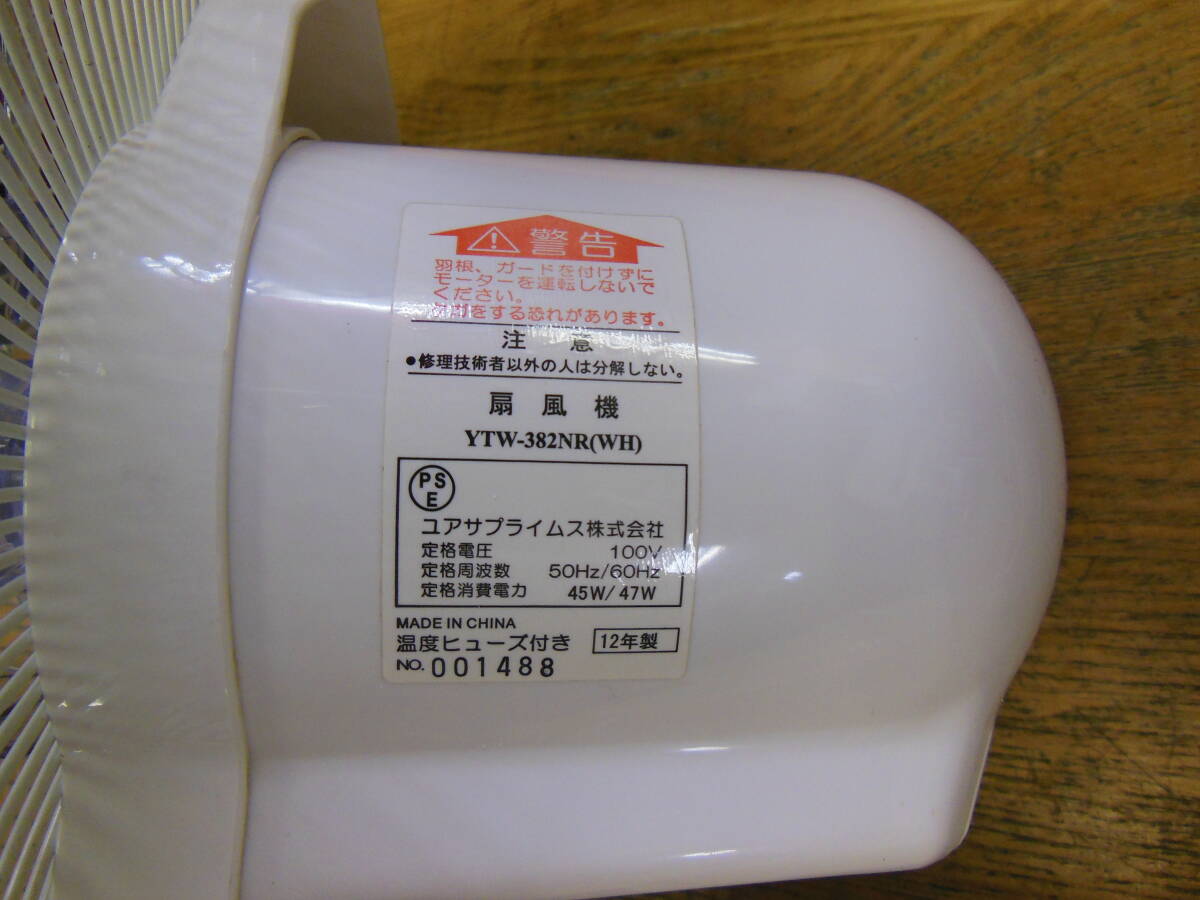 警告
羽根、ガードを付けずに
モーターを運転しないで
ください。
ケガをする恐れがあります。
注 意
●修理技術者以外の人は分解しない。
扇 風 機
YTW-382NR(WH)
PS
E
ユアサプライムス株式会社
定格電圧 100V
定格周波数 50Hz/60Hz
定格消費電力 45W/47W
MADE IN CHINA
温度ヒューズ付き 12年製
NO. 001488